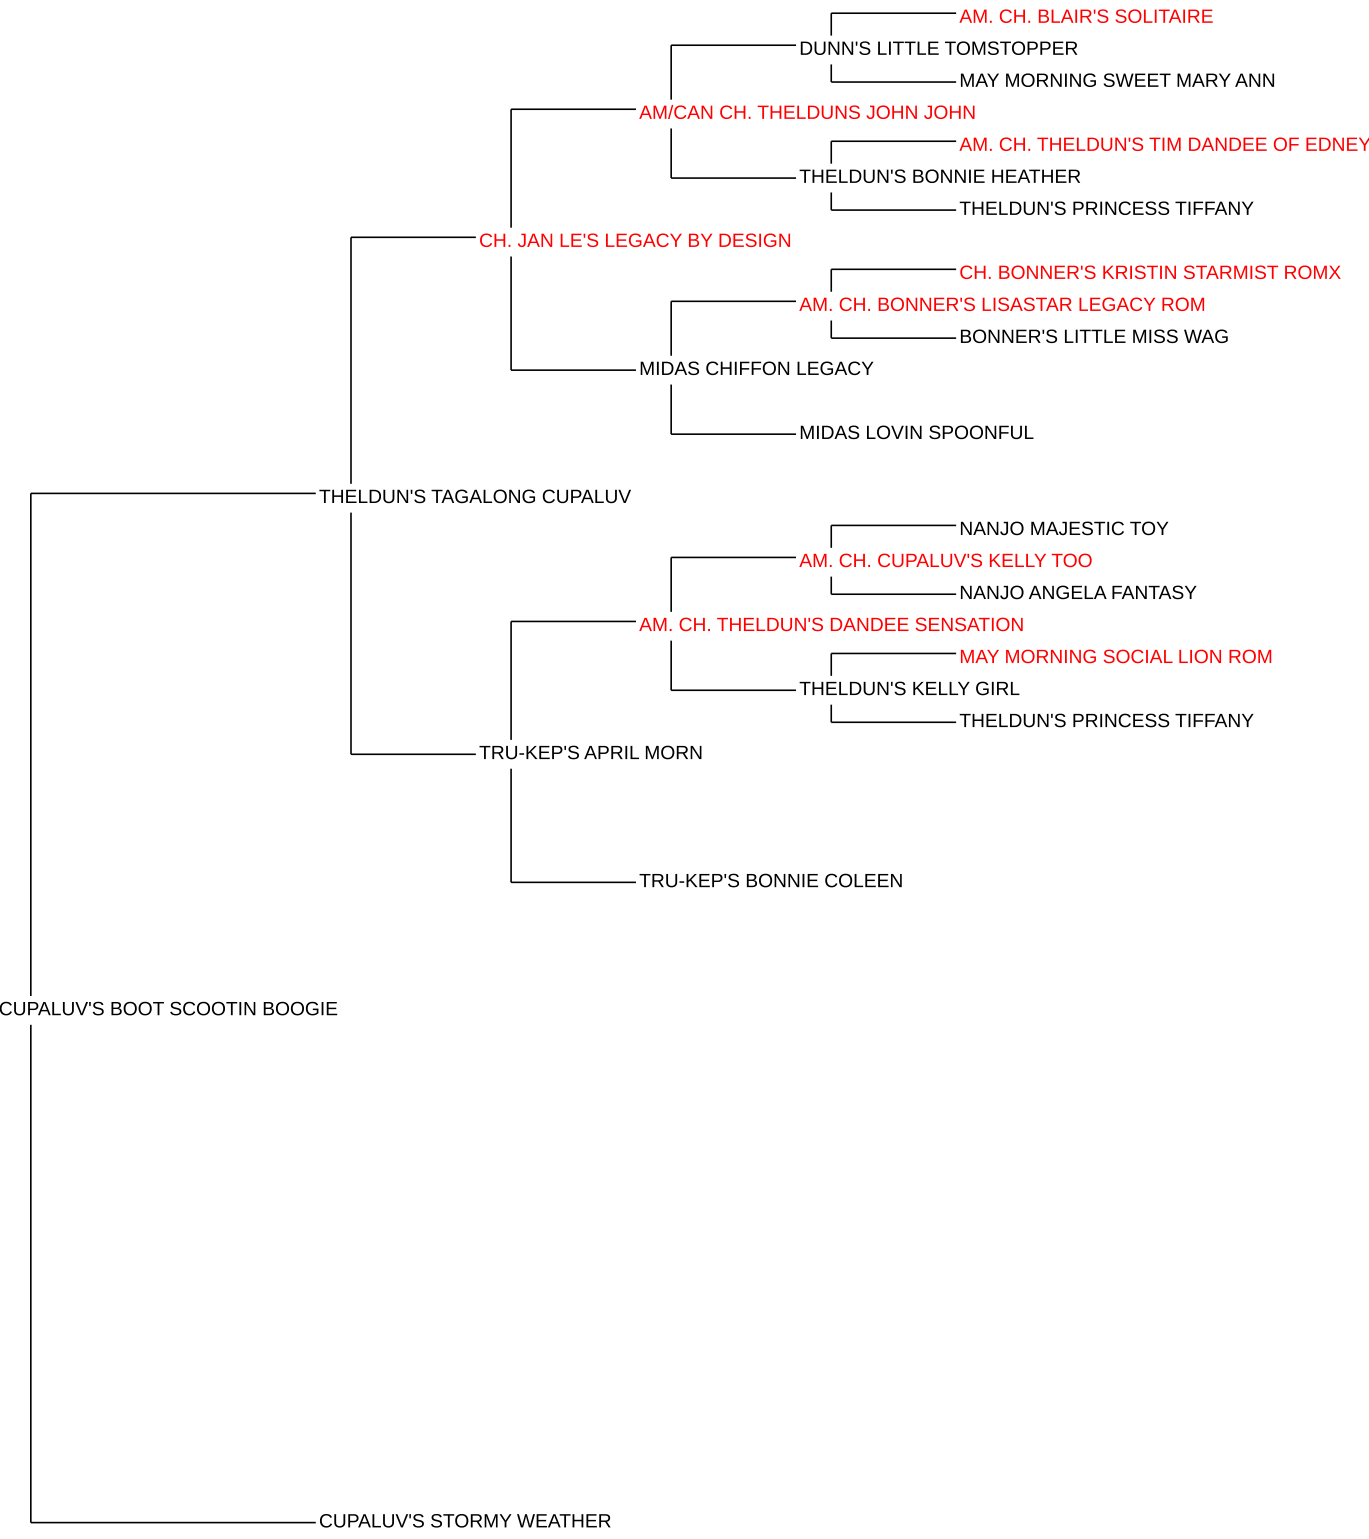 AM. CH. BLAIR'S SOLITAIRE
DUNN'S LITTLE TOMSTOPPER
MAY MORNING SWEET MARY ANN
AM/CAN CH. THELDUNS JOHN JOHN
AM. CH. THELDUN'S TIM DANDEE OF EDNEY
THELDUN'S BONNIE HEATHER
THELDUN'S PRINCESS TIFFANY
CH. JAN LE'S LEGACY BY DESIGN
CH. BONNER'S KRISTIN STARMIST ROMX
AM. CH. BONNER'S LISASTAR LEGACY ROM
BONNER'S LITTLE MISS WAG
MIDAS CHIFFON LEGACY
MIDAS LOVIN SPOONFUL
THELDUN'S TAGALONG CUPALUV
NANJO MAJESTIC TOY
AM. CH. CUPALUV'S KELLY TOO
NANJO ANGELA FANTASY
AM. CH. THELDUN'S DANDEE SENSATION
MAY MORNING SOCIAL LION ROM
THELDUN'S KELLY GIRL
THELDUN'S PRINCESS TIFFANY
TRU-KEP'S APRIL MORN
TRU-KEP'S BONNIE COLEEN
CUPALUV'S BOOT SCOOTIN BOOGIE
CUPALUV'S STORMY WEATHER